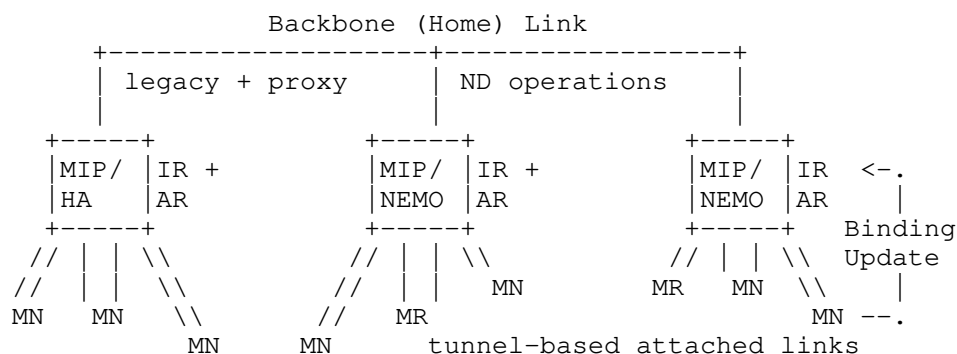 Backbone (Home) Link
legacy + proxy ND operations
MIP/ IR + MIP/ IR + MIP/ IR <-.
HA AR NEMO AR NEMO AR
Binding
Update
MN MR MN
MN MN MR MN --.
MN MN tunnel-based attached links